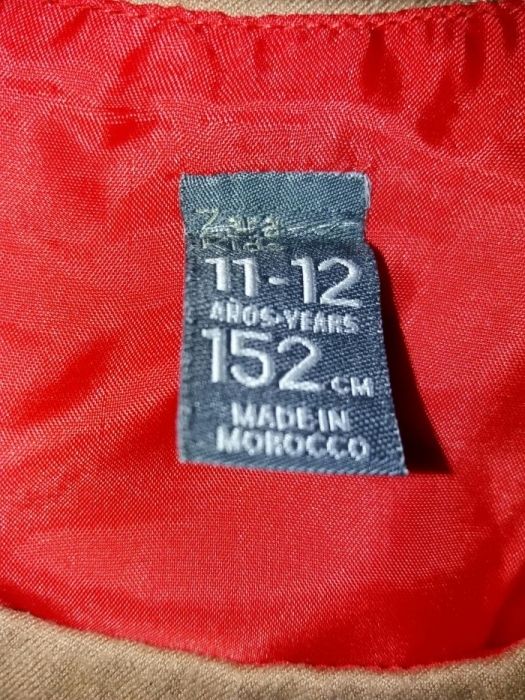 Zara
Kids
11-12
AÑOS-YEARS
152 CM
MADE IN
MOROCCO